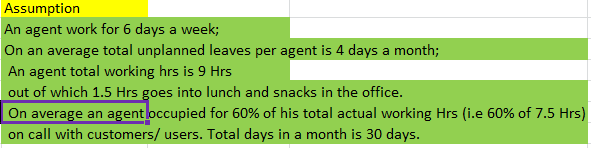 Assumption
An agent work for 6 days a week;
On an average total unplanned leaves per agent is 4 days a month;
An agent total working hrs is 9 Hrs
out of which 1.5 Hrs goes into lunch and snacks in the office.
On average an agent occupied for 60% of his total actual working Hrs (i.e 60% of 7.5 Hrs)
on call with customers/ users. Total days in a month is 30 days.